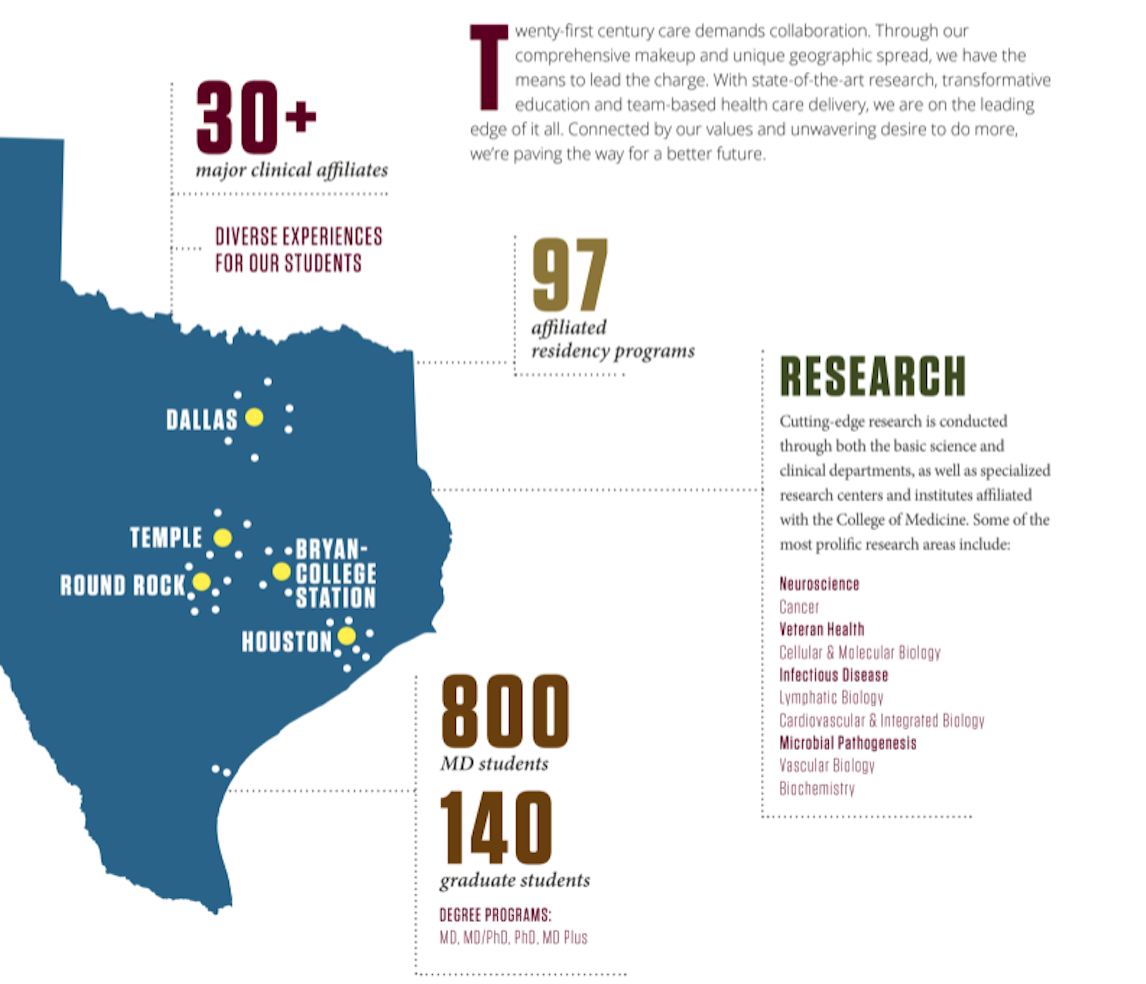 Twenty-first century care demands collaboration. Through our
comprehensive makeup and unique geographic spread, we have the
means to lead the charge. With state-of-the-art research, transformative
education and team-based health care delivery, we are on the leading
edge of it all. Connected by our values and unwavering desire to do more,
we're paving the way for a better future.
30+
major clinical affiliates
DIVERSE EXPERIENCES
FOR OUR STUDENTS
97
affiliated
residency programs
RESEARCH
Cutting-edge research is conducted
through both the basic science and
clinical departments, as well as specialized
research centers and institutes affiliated
with the College of Medicine. Some of the
most prolific research areas include:
Neuroscience
Cancer
Veteran Health
Cellular & Molecular Biology
Infectious Disease
Lymphatic Biology
Cardiovascular & Integrated Biology
Microbial Pathogenesis
Vascular Biology
Biochemistry
DALLAS
TEMPLE
ROUND ROCK
BRYAN-
COLLEGE
STATION
HOUSTON
800
MD students
140
graduate students
DEGREE PROGRAMS:
MD, MD/PhD, PhD, MD Plus